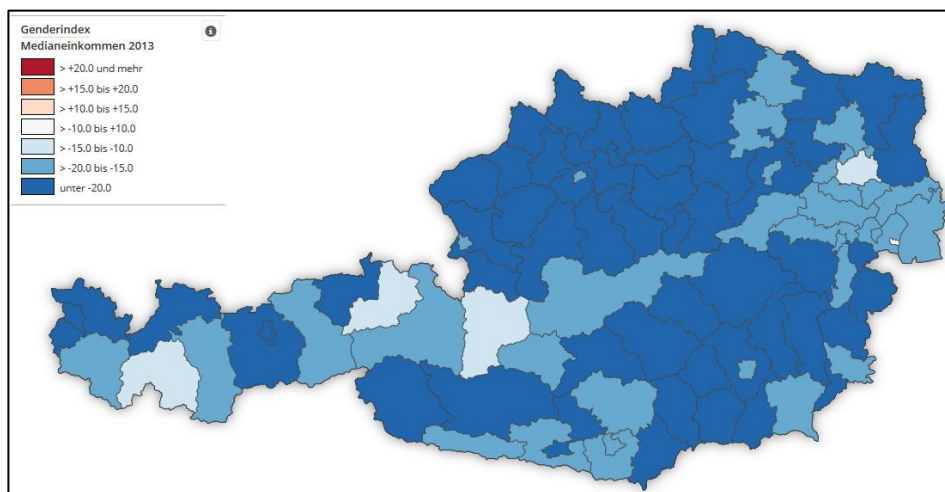 Genderindex
Medianeinkommen 2013
> +20.0 und mehr
> +15.0 bis +20.0
> +10.0 bis +15.0
> -10.0 bis +10.0
> -15.0 bis -10.0
> -20.0 bis -15.0
unter -20.0